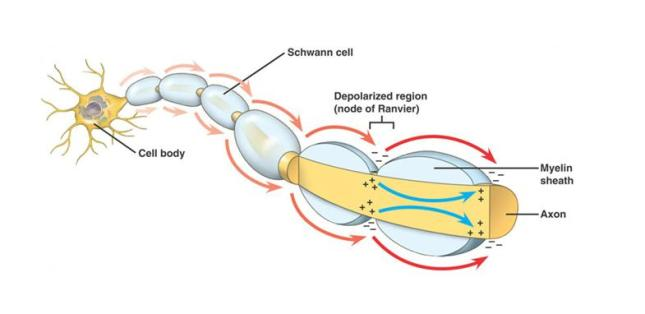 Schwann cell
Depolarized region
(node of Ranvier)
Cell body
Myelin
sheath
Axon